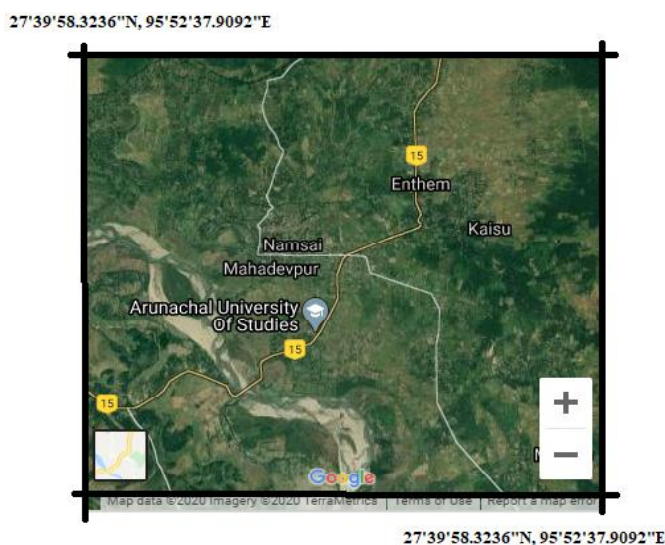 27'39'58.3236"N, 95'52'37.9092"E
15
Enthem
Kaisu
Namsai
Mahadevpur
Arunachal University
Of Studies
15
15
+
−
Google
Map data ©2020 Imagery ©2020 TerraMetrics Terms of Use Report a map error
27'39'58.3236"N, 95'52'37.9092"E